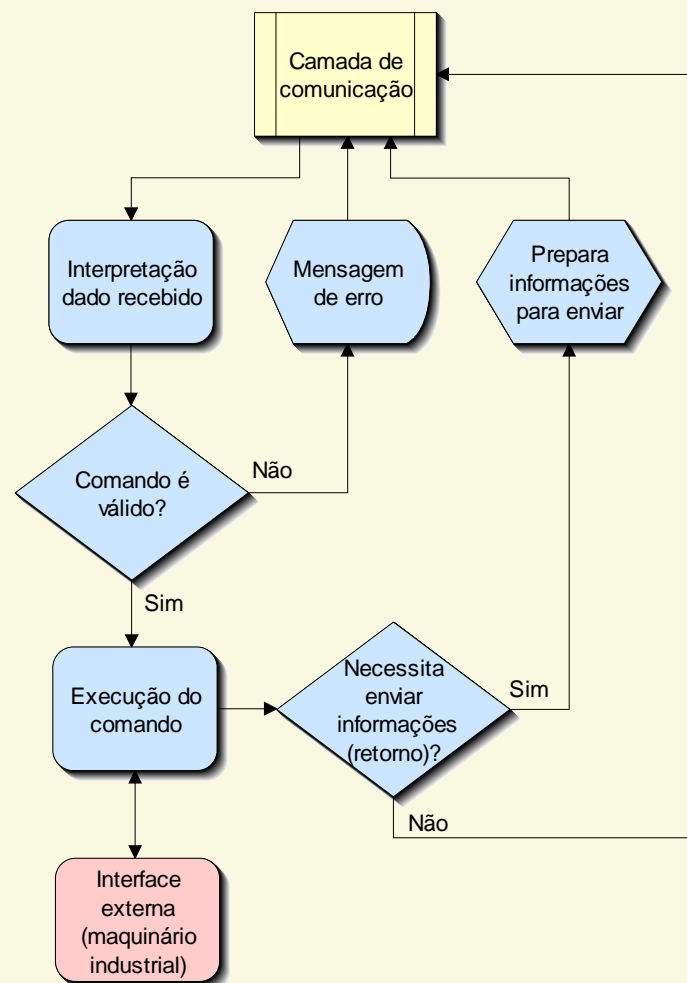 Camada de
comunicação
Interpretação
dado recebido
Mensagem
de erro
Prepara
informações
para enviar
Comando é
válido?
Não
Sim
Execução do
comando
Necessita
enviar
informações
(retorno)?
Sim
Não
Interface
externa
(maquinário
industrial)